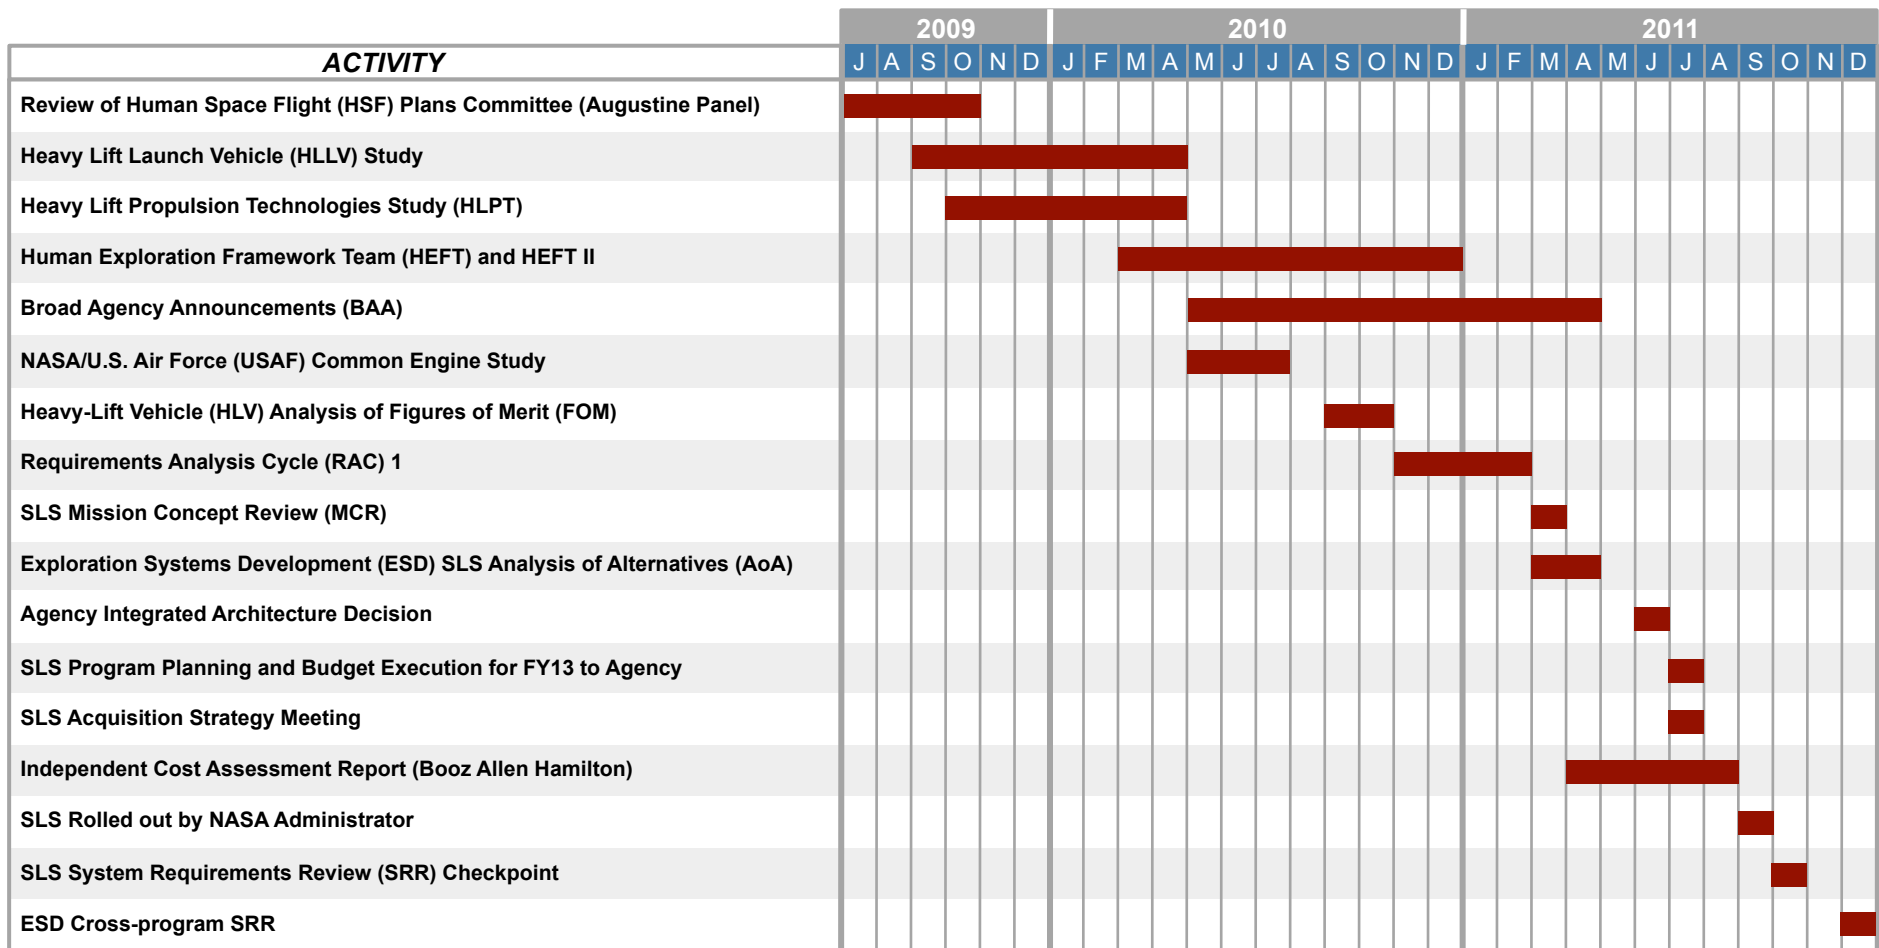 2009 2010 2011
ACTIVITY J A S O N D J F M A M J J A S O N D J F M A M J J A S O N D
Review of Human Space Flight (HSF) Plans Committee (Augustine Panel)
Heavy Lift Launch Vehicle (HLLV) Study
Heavy Lift Propulsion Technologies Study (HLPT)
Human Exploration Framework Team (HEFT) and HEFT II
Broad Agency Announcements (BAA)
NASA/U.S. Air Force (USAF) Common Engine Study
Heavy-Lift Vehicle (HLV) Analysis of Figures of Merit (FOM)
Requirements Analysis Cycle (RAC) 1
SLS Mission Concept Review (MCR)
Exploration Systems Development (ESD) SLS Analysis of Alternatives (AoA)
Agency Integrated Architecture Decision
SLS Program Planning and Budget Execution for FY13 to Agency
SLS Acquisition Strategy Meeting
Independent Cost Assessment Report (Booz Allen Hamilton)
SLS Rolled out by NASA Administrator
SLS System Requirements Review (SRR) Checkpoint
ESD Cross-program SRR